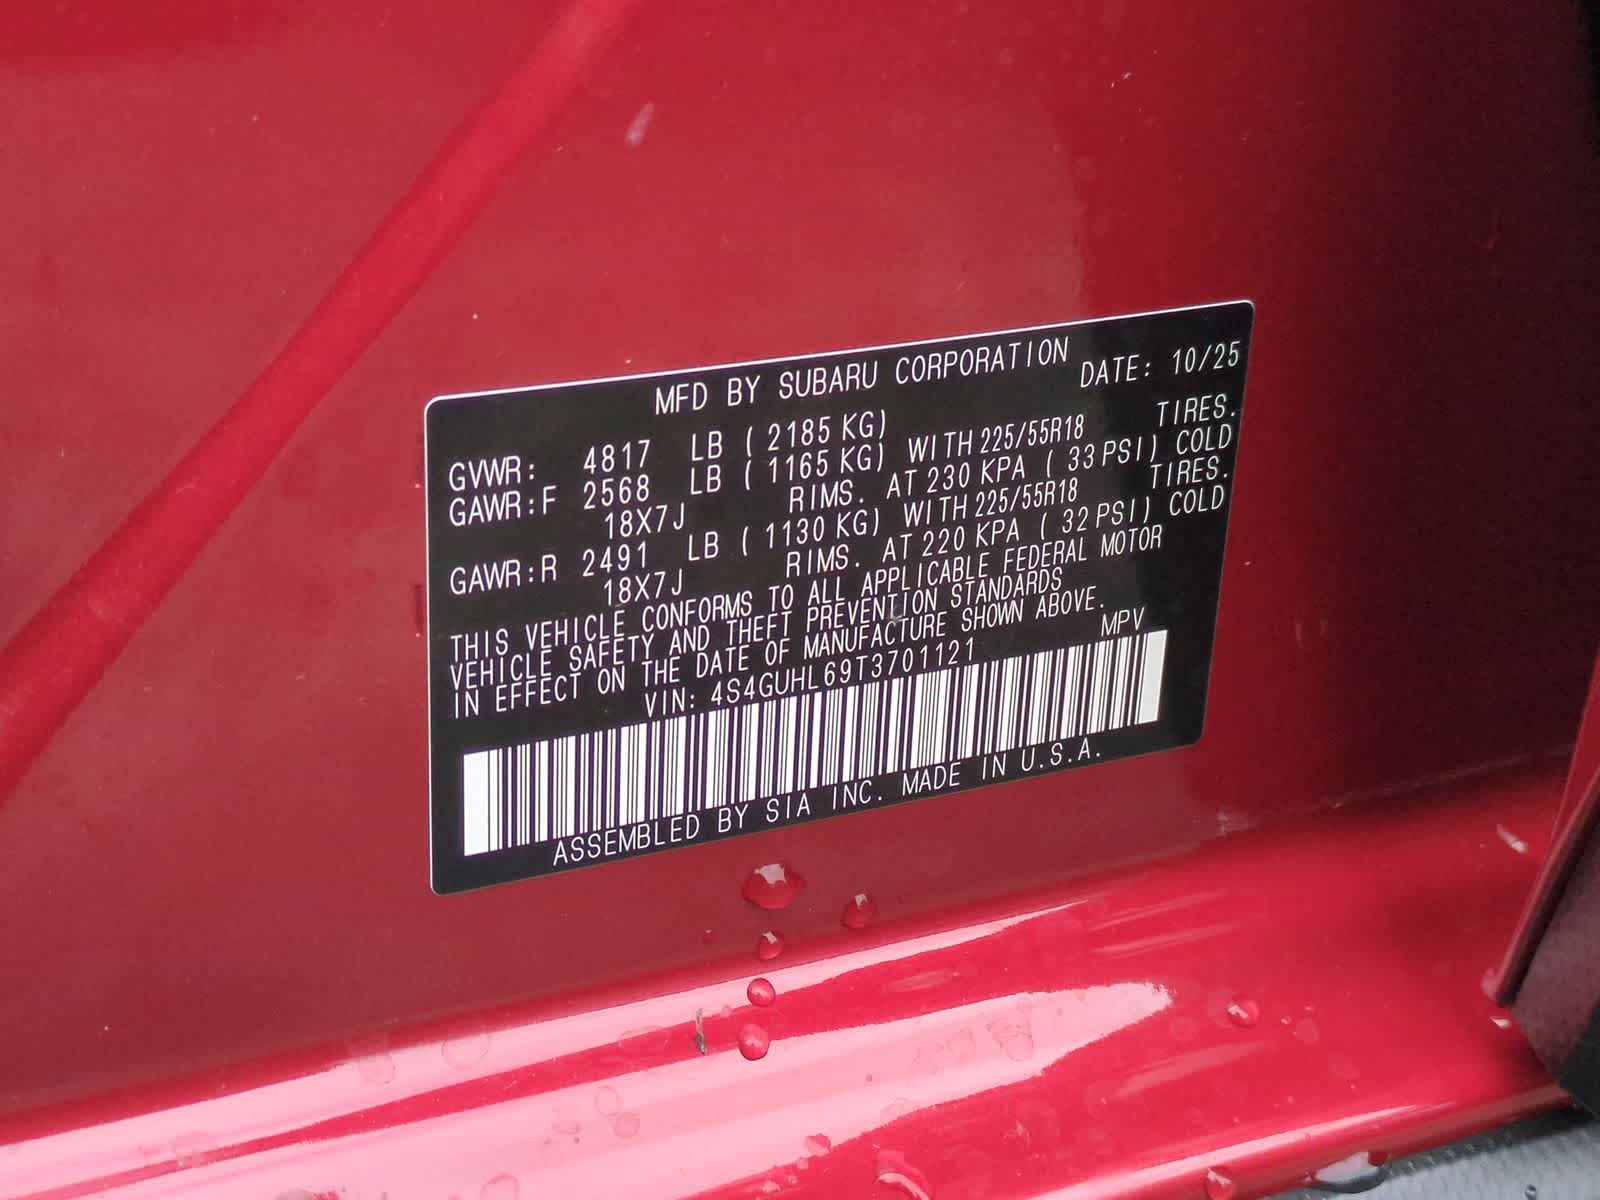 MFD BY SUBARU CORPORATION DATE: 10/25
GVWR: 4817 LB ( 2185 KG) TIRES.
GAWR:F 2568 LB ( 1165 KG) WITH 225/55R18
18X7J RIMS. AT 230 KPA ( 33 PSI) COLD
GAWR:R 2491 LB ( 1130 KG) WITH 225/55R18 TIRES.
18X7J RIMS. AT 220 KPA ( 32 PSI) COLD
THIS VEHICLE CONFORMS TO ALL APPLICABLE FEDERAL MOTOR
VEHICLE SAFETY AND THEFT PREVENTION STANDARDS
IN EFFECT ON THE DATE OF MANUFACTURE SHOWN ABOVE.
VIN: 4S4GUHL69T3701121 MPV
ASSEMBLED BY SIA INC. MADE IN U.S.A.